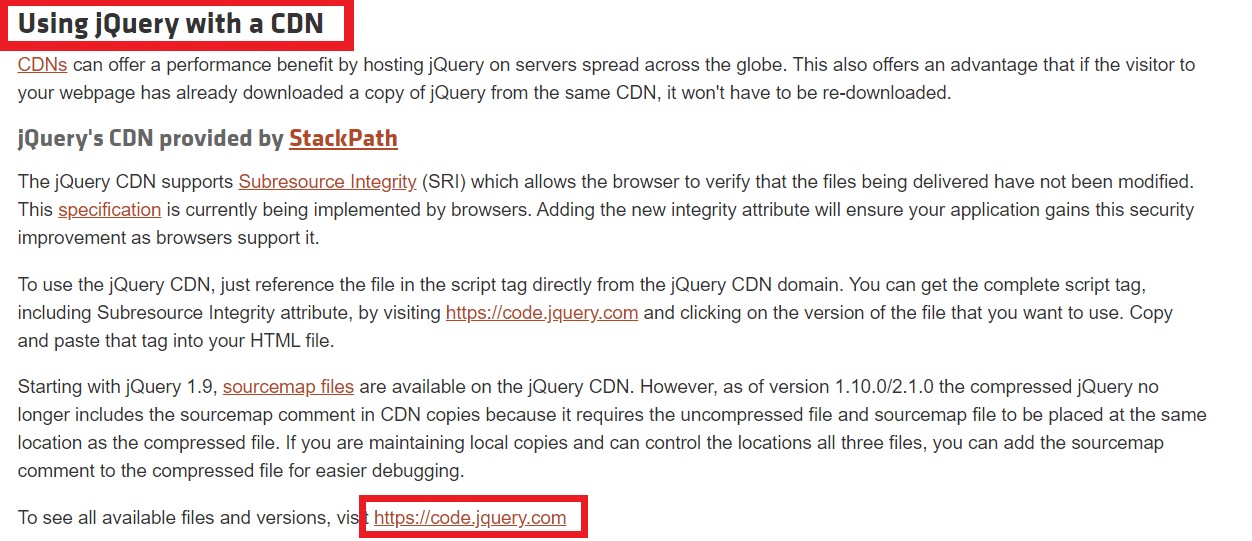 Using jQuery with a CDN
CDNs can offer a performance benefit by hosting jQuery on servers spread across the globe. This also offers an advantage that if the visitor to
your webpage has already downloaded a copy of jQuery from the same CDN, it won't have to be re-downloaded.
jQuery's CDN provided by StackPath
The jQuery CDN supports Subresource Integrity (SRI) which allows the browser to verify that the files being delivered have not been modified.
This specification is currently being implemented by browsers. Adding the new integrity attribute will ensure your application gains this security
improvement as browsers support it.
To use the jQuery CDN, just reference the file in the script tag directly from the jQuery CDN domain. You can get the complete script tag,
including Subresource Integrity attribute, by visiting https://code.jquery.com and clicking on the version of the file that you want to use. Copy
and paste that tag into your HTML file.
Starting with jQuery 1.9, sourcemap files are available on the jQuery CDN. However, as of version 1.10.0/2.1.0 the compressed jQuery no
longer includes the sourcemap comment in CDN copies because it requires the uncompressed file and sourcemap file to be placed at the same
location as the compressed file. If you are maintaining local copies and can control the locations all three files, you can add the sourcemap
comment to the compressed file for easier debugging.
To see all available files and versions, visit https://code.jquery.com